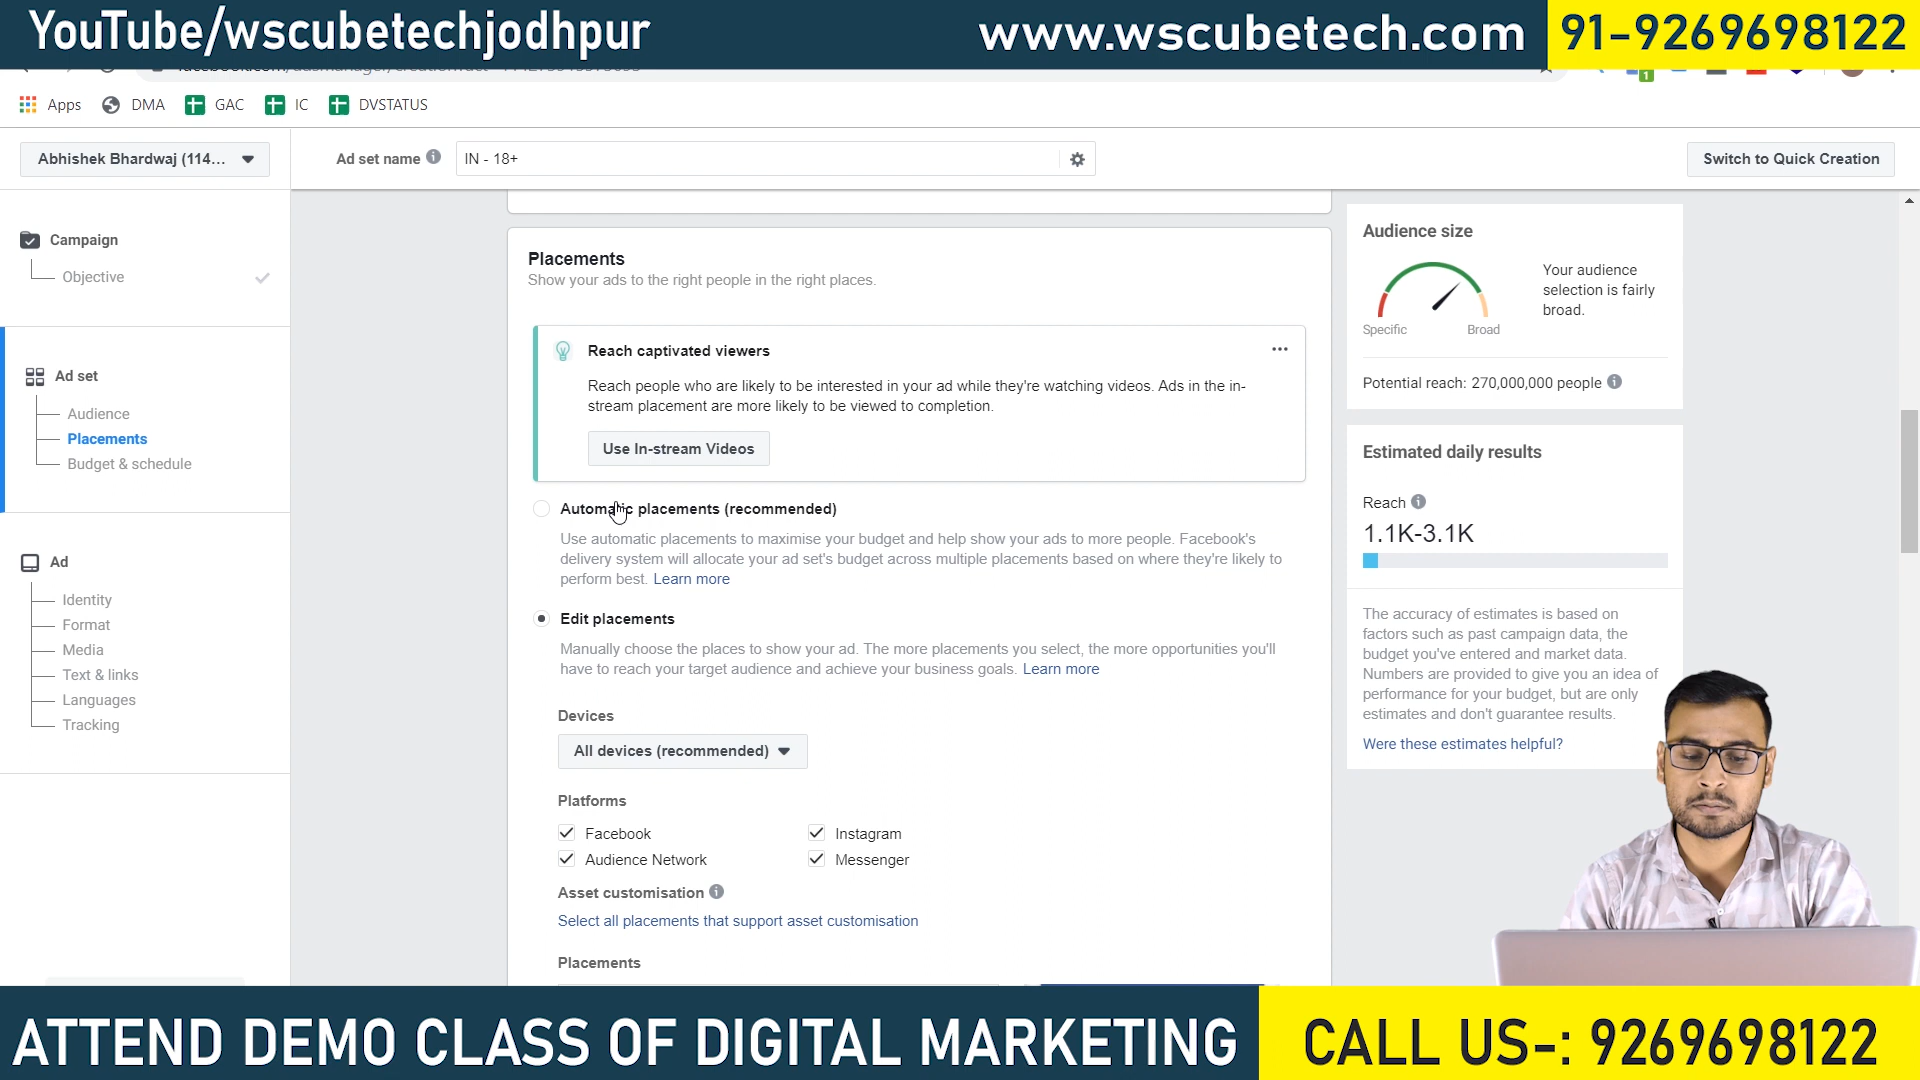 YouTube/wscubetechjodhpur
www.wscubetech.com
91-9269698122
1
Apps
DMA
GAC
IC
DVSTATUS
Abhishek Bhardwaj (114...
Ad set name
IN - 18+
Switch to Quick Creation
Campaign
Objective
Ad set
Audience
Placements
Budget & schedule
Ad
Identity
Format
Media
Text & links
Languages
Tracking
Placements
Show your ads to the right people in the right places.
Reach captivated viewers
Reach people who are likely to be interested in your ad while they're watching videos. Ads in the in-
stream placement are more likely to be viewed to completion.
Use In-stream Videos
Automatic placements (recommended)
Use automatic placements to maximise your budget and help show your ads to more people. Facebook's
delivery system will allocate your ad set's budget across multiple placements based on where they're likely to
perform best. Learn more
Edit placements
Manually choose the places to show your ad. The more placements you select, the more opportunities you'll
have to reach your target audience and achieve your business goals. Learn more
Devices
All devices (recommended)
Platforms
Facebook
Instagram
Audience Network
Messenger
Asset customisation
Select all placements that support asset customisation
Placements
Audience size
Specific
Broad
Your audience
selection is fairly
broad.
Potential reach: 270,000,000 people
Estimated daily results
Reach
1.1K-3.1K
The accuracy of estimates is based on
factors such as past campaign data, the
budget you've entered and market data.
Numbers are provided to give you an idea of
performance for your budget, but are only
estimates and don't guarantee results.
Were these estimates helpful?
ATTEND DEMO CLASS OF DIGITAL MARKETING
CALL US-: 9269698122